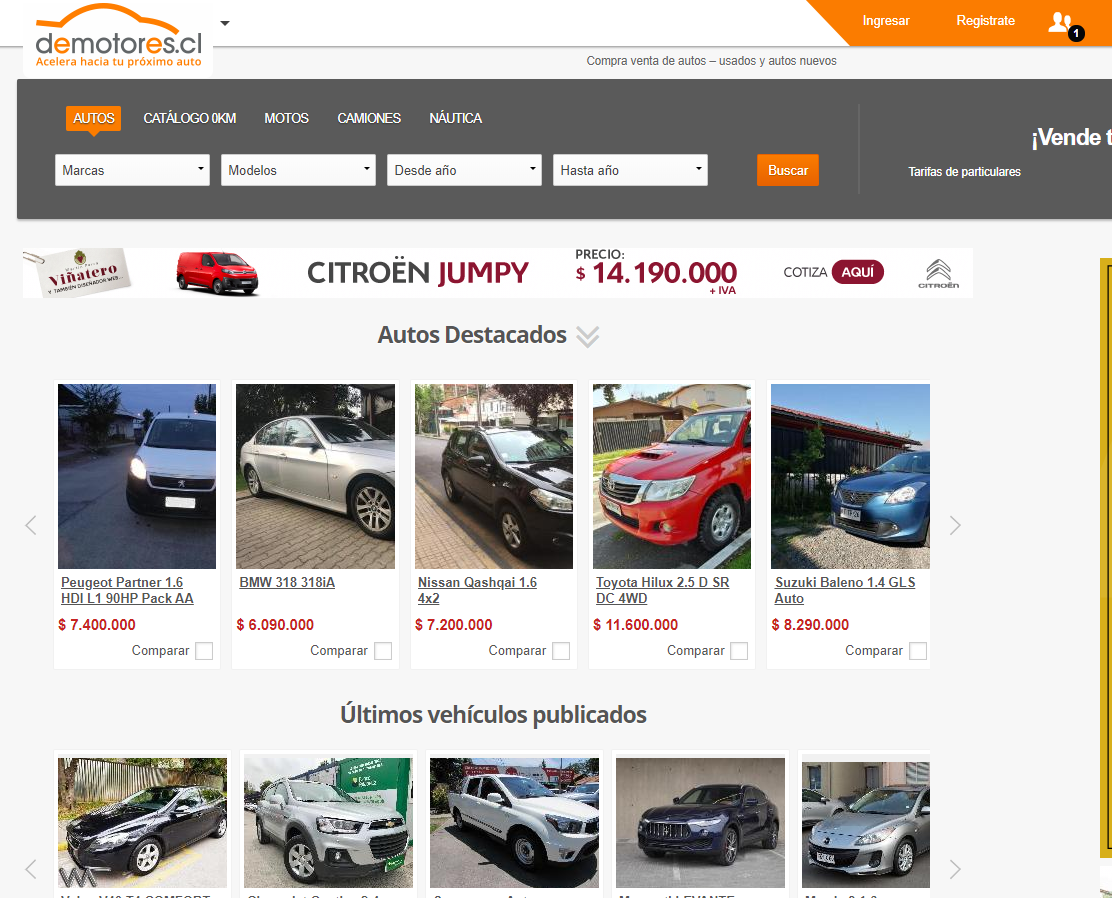 demotores.cl
Acelera hacia tu próximo auto
Ingresar
Registrate
1
Compra venta de autos – usados y autos nuevos
AUTOS
CATÁLOGO 0KM
MOTOS
CAMIONES
NÁUTICA
Marcas
Modelos
Desde año
Hasta año
Buscar
¡Vende t
Tarifas de particulares
Viñatero
Y TAMBIÉN DISEÑADOR WEB
CITROËN JUMPY
PRECIO:
$ 14.190.000
+ IVA
COTIZA AQUÍ
CITROËN
Autos Destacados
Peugeot Partner 1.6
HDI L1 90HP Pack AA
$ 7.400.000
Comparar
BMW 318 318iA
$ 6.090.000
Comparar
Nissan Qashqai 1.6
4x2
$ 7.200.000
Comparar
Toyota Hilux 2.5 D SR
DC 4WD
$ 11.600.000
Comparar
Suzuki Baleno 1.4 GLS
Auto
$ 8.290.000
Comparar
Últimos vehículos publicados